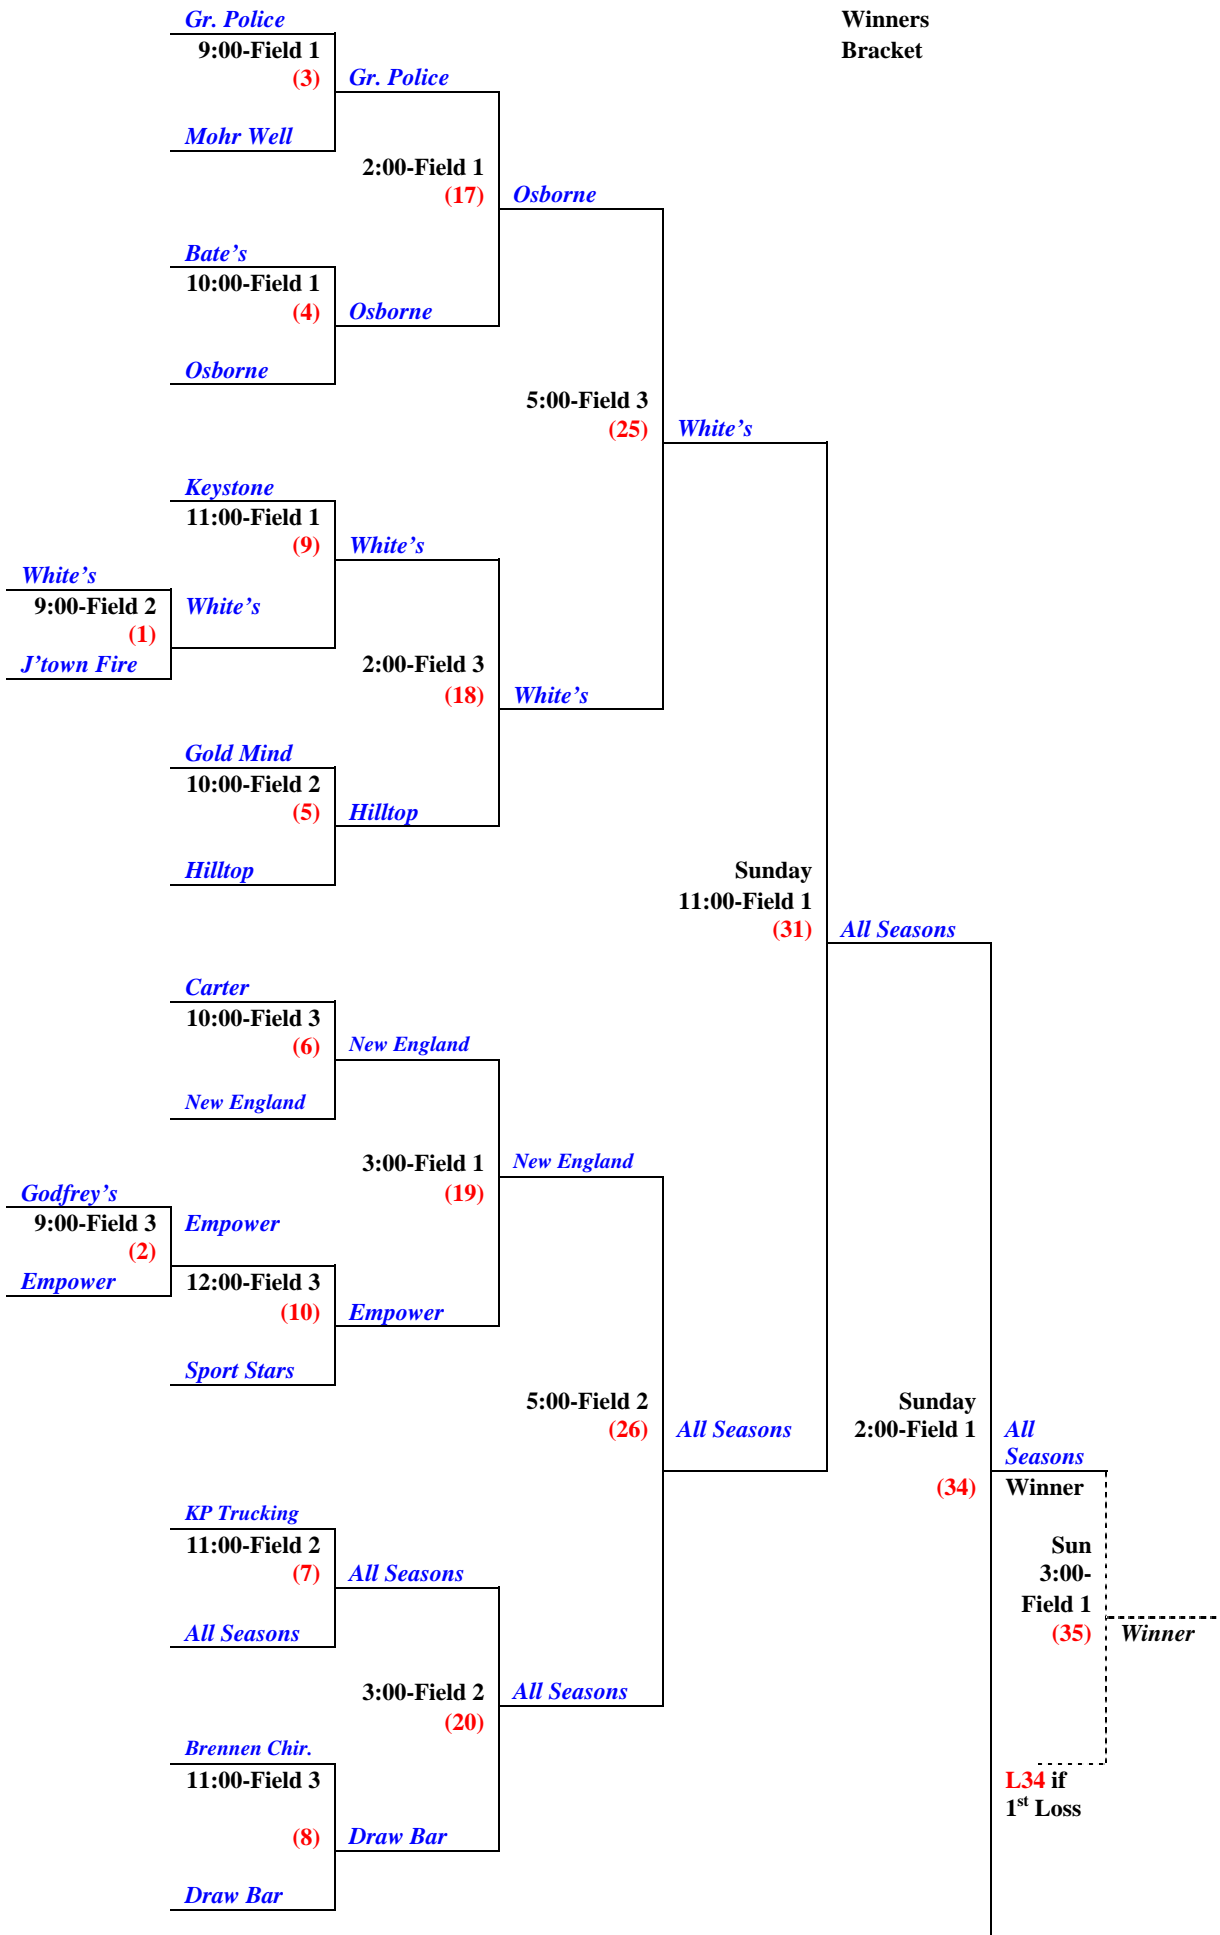 Gr. Police
Winners
Bracket
9:00-Field 1
(3)
Gr. Police
Mohr Well
2:00-Field 1
(17)
Osborne
Bate’s
10:00-Field 1
(4)
Osborne
Osborne
5:00-Field 3
(25)
White’s
Keystone
11:00-Field 1
(9)
White’s
White’s
9:00-Field 2
White’s
(1)
J’town Fire
2:00-Field 3
(18)
White’s
Gold Mind
10:00-Field 2
(5)
Hilltop
Hilltop
Sunday
11:00-Field 1
(31)
All Seasons
Carter
10:00-Field 3
(6)
New England
New England
3:00-Field 1
(19)
New England
Godfrey’s
9:00-Field 3
Empower
(2)
Empower
12:00-Field 3
(10)
Empower
Sport Stars
5:00-Field 2
(26)
All Seasons
Sunday
2:00-Field 1
All
Seasons
(34)
Winner
KP Trucking
11:00-Field 2
(7)
All Seasons
Sun
3:00-
Field 1
(35)
Winner
All Seasons
3:00-Field 2
(20)
All Seasons
Brennen Chir.
11:00-Field 3
L34 if
1st Loss
(8)
Draw Bar
Draw Bar